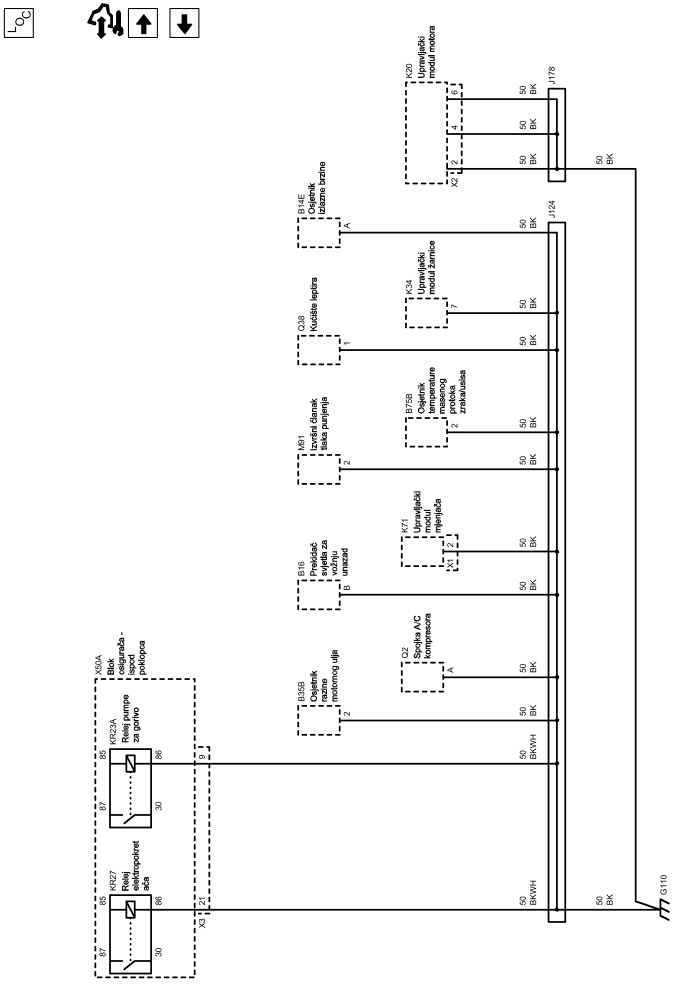 LOC
K20
Upravljački
modul motora
6
4
2
X2
50
BK
50
BK
50
BK
J178
50
BK
B14E
Osjetnik
izlazne brzine
A
50
BK
J124
K34
Upravljački
modul žarnice
7
50
BK
Q38
Kućište leptira
1
50
BK
B75B
Osjetnik
temperature
masenog
protoka
zraka/usisa
2
50
BK
M91
Izvršni članak
tlaka punjenja
2
50
BK
K71
Upravljački
modul
mjenjača
2
X1
50
BK
B16
Prekidač
svjetla za
vožnju
unazad
B
50
BK
Q2
Spojka A/C
kompresora
A
50
BK
B35B
Osjetnik
razine
motornog ulja
2
50
BK
X50A
Blok
osigurača -
ispod
poklopca
KR23A
Relej pumpe
za gorivo
85
86
87
30
9
50
BKWH
KR27
Relej
elektropokret
ača
85
86
87
30
21
X3
50
BKWH
50
BK
G110